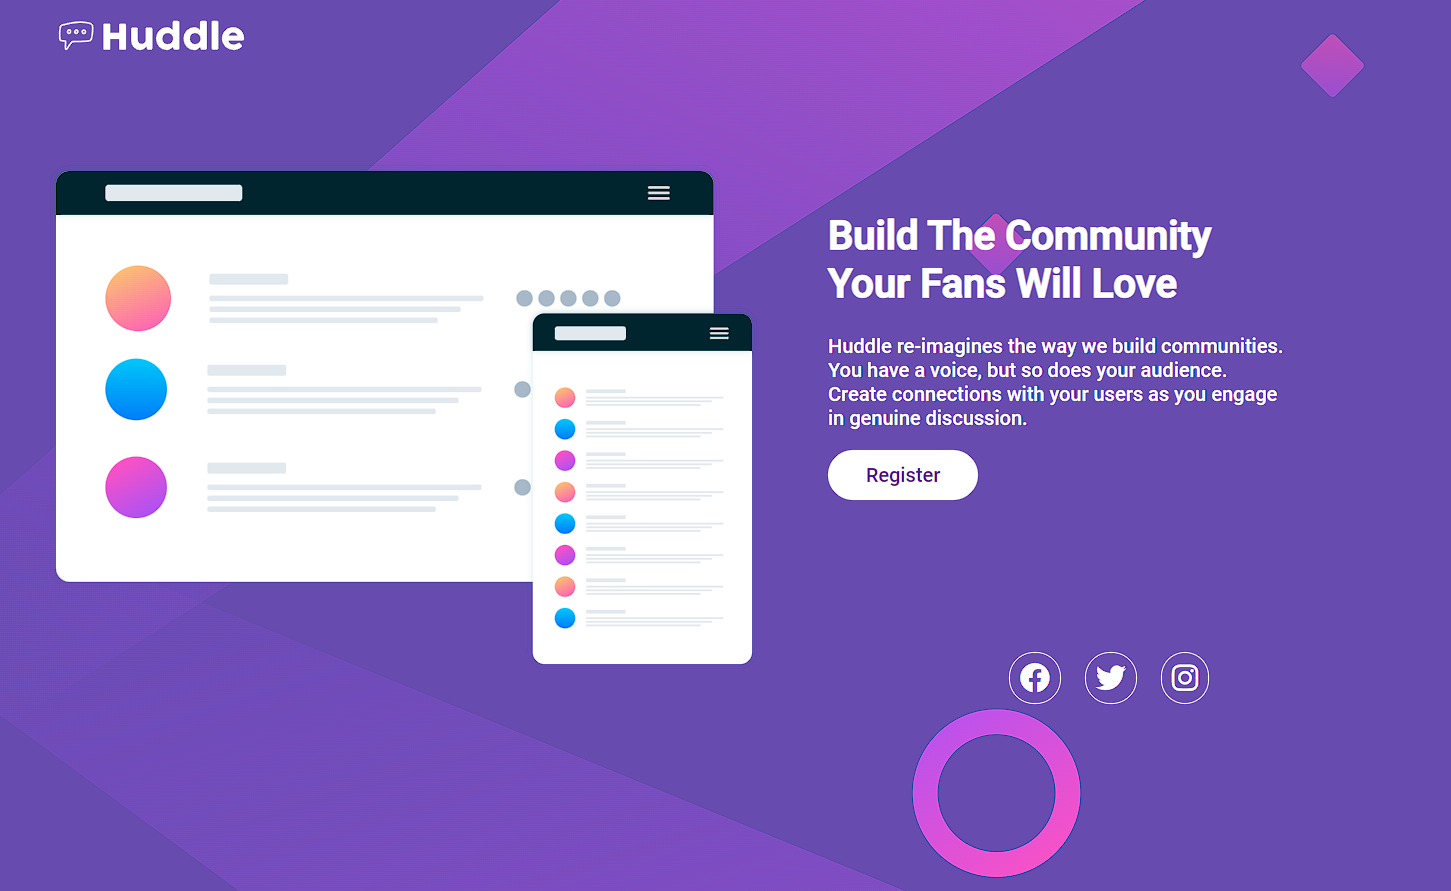 Huddle
Build The Community
Your Fans Will Love
Huddle re-imagines the way we build communities.
You have a voice, but so does your audience.
Create connections with your users as you engage
in genuine discussion.
Register